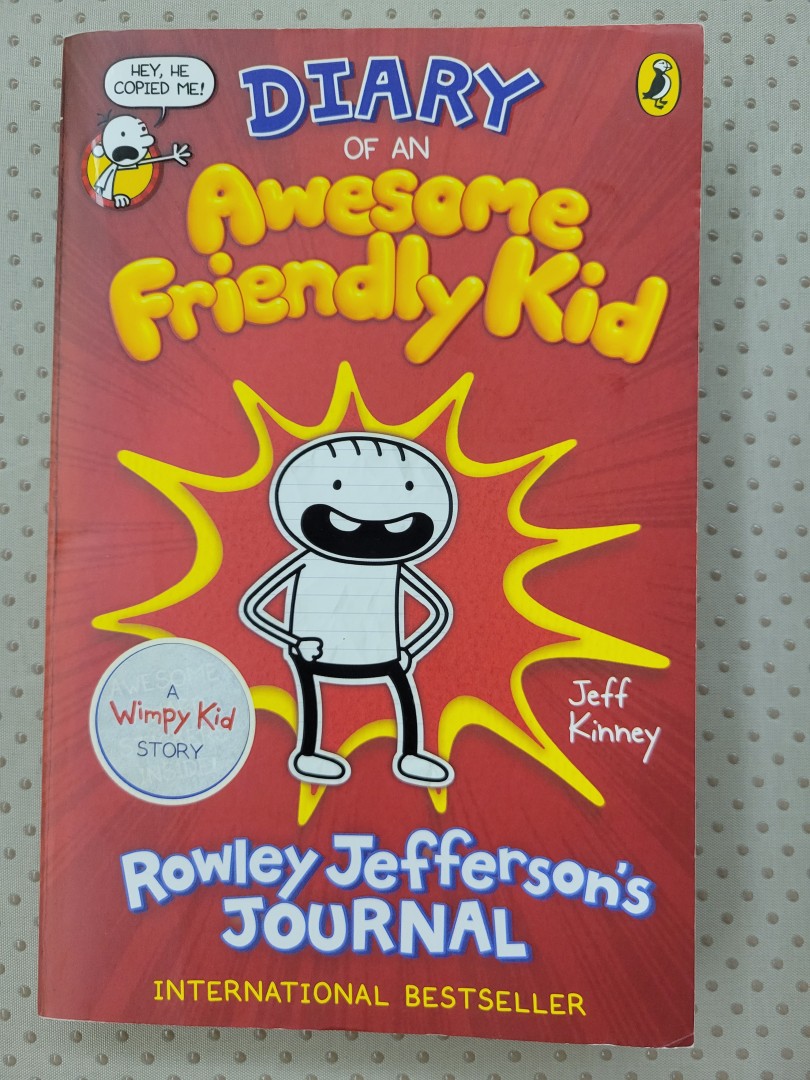 HEY, HE
COPIED ME!
DIARY
OF AN
Awesome
Friendly Kid
A
Wimpy Kid
STORY
Jeff
Kinney
Rowley Jefferson's
JOURNAL
INTERNATIONAL BESTSELLER